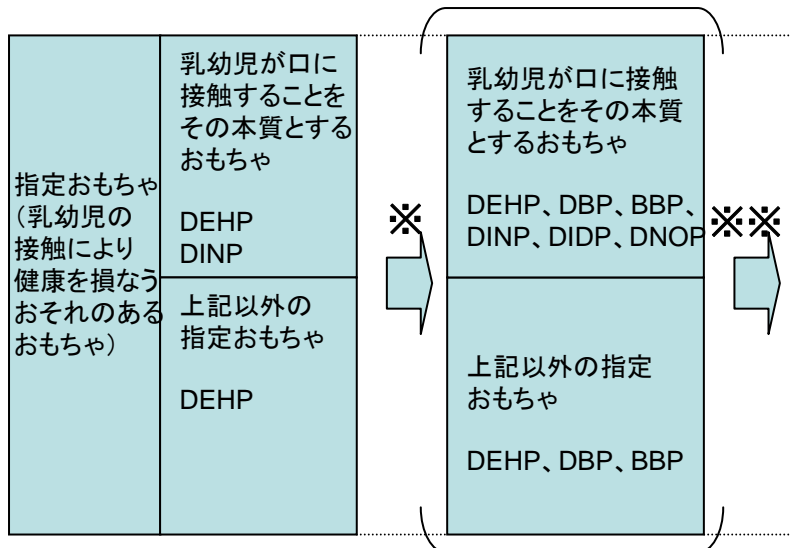 指定おもちゃ
（乳幼児の
接触により
健康を損なう
おそれのある
おもちゃ）
乳幼児が口に
接触することを
その本質とする
おもちゃ
DEHP
DINP
上記以外の
指定おもちゃ
DEHP
※
乳幼児が口に接触
することをその本質
とするおもちゃ
DEHP、DBP、BBP、
DINP、DIDP、DNOP
上記以外の指定
おもちゃ
DEHP、DBP、BBP
※※